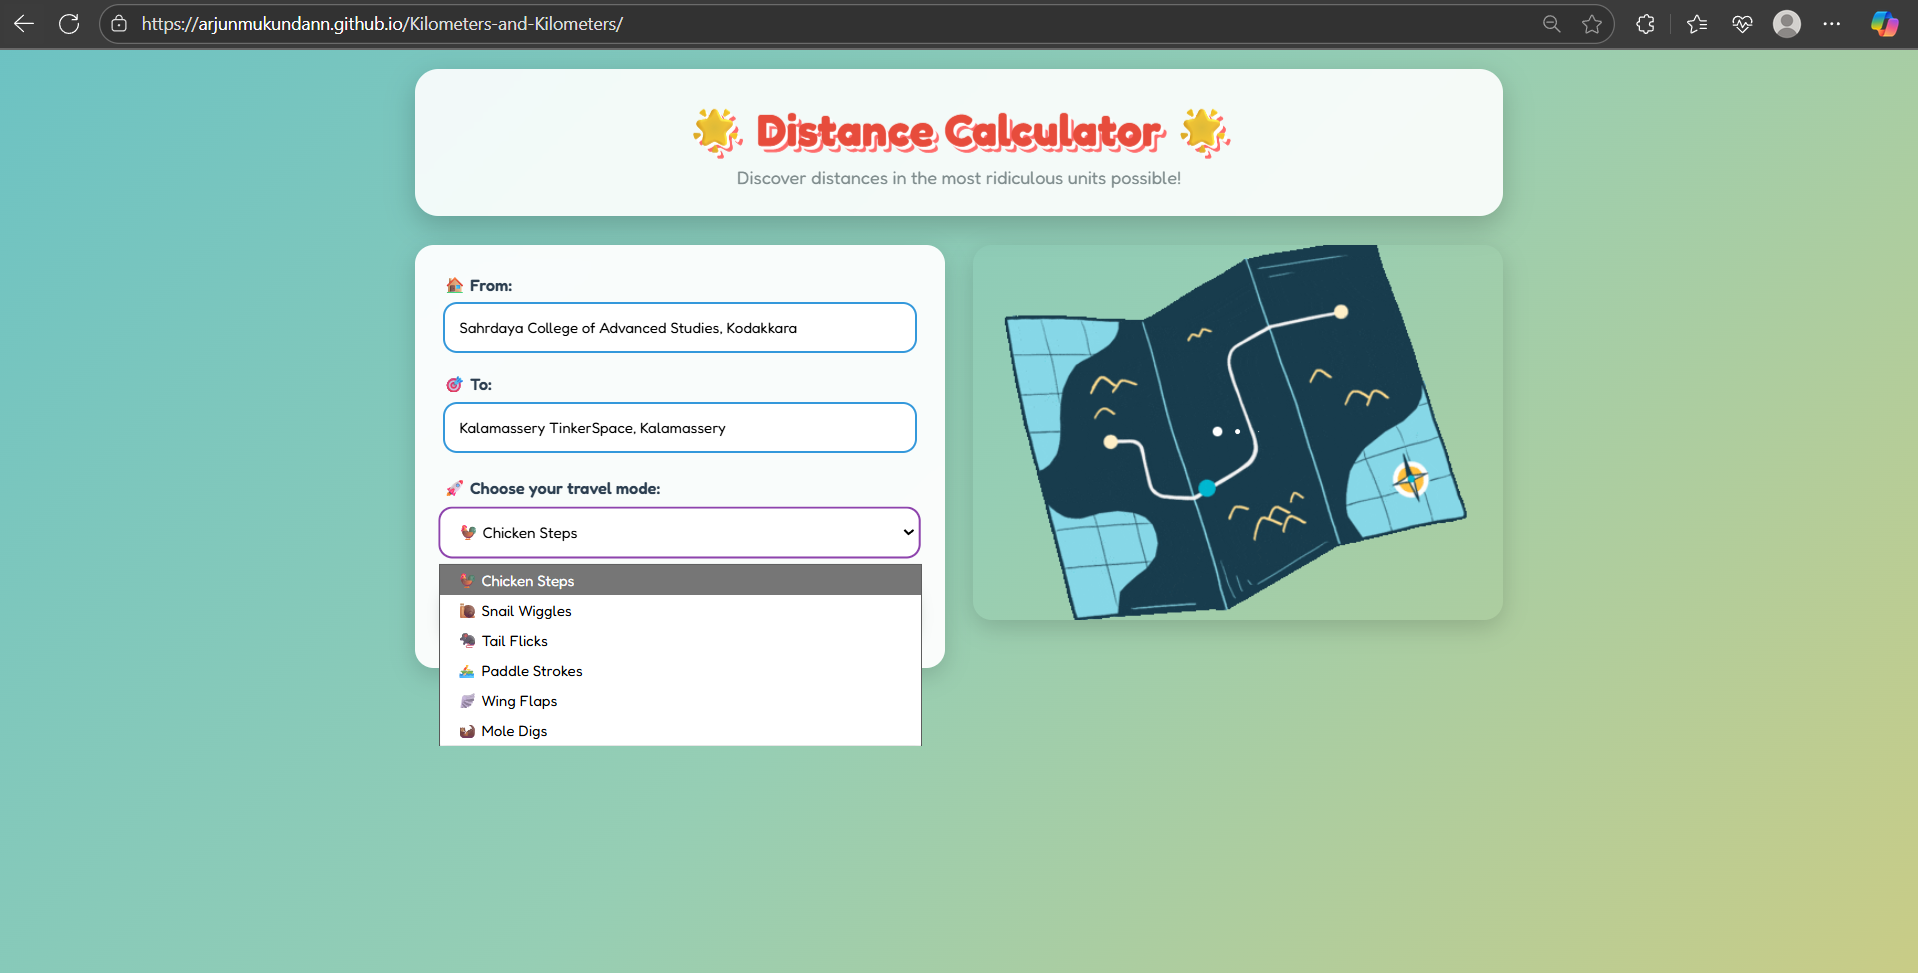 https://arjunmukundann.github.io/Kilometers-and-Kilometers/
🌟 Distance Calculator 🌟
Discover distances in the most ridiculous units possible!
🏠 From:
Sahrdaya College of Advanced Studies, Kodakkara
🎯 To:
Kalamassery TinkerSpace, Kalamassery
🚀 Choose your travel mode:
🐓 Chicken Steps
🐓 Chicken Steps
🐌 Snail Wiggles
🐀 Tail Flicks
🚣 Paddle Strokes
🪽 Wing Flaps
🦡 Mole Digs